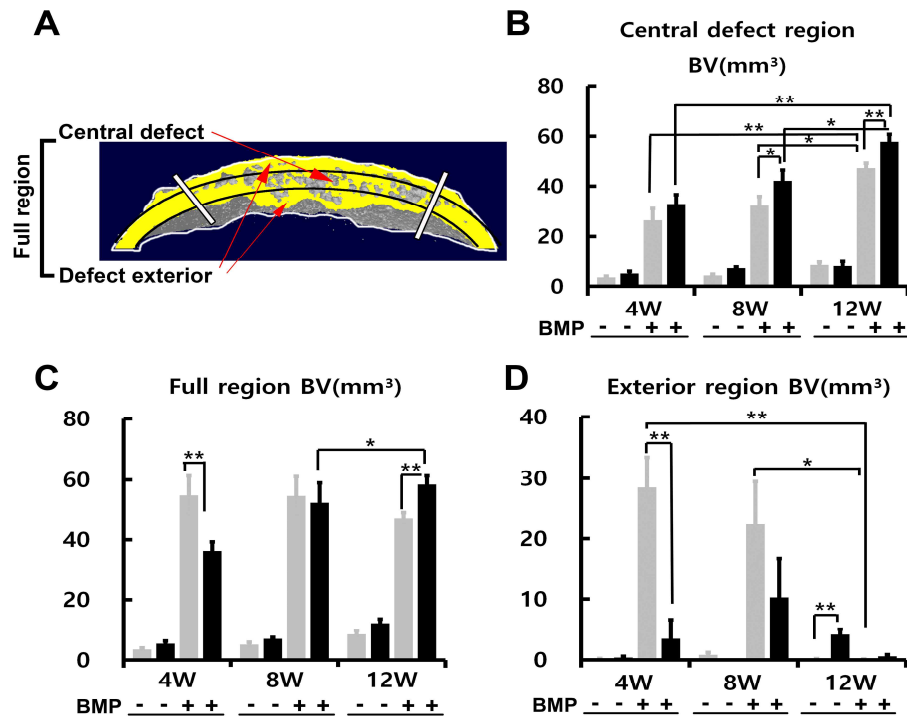 A
Full region
Central defect
Defect exterior
B
Central defect region
BV(mm³)
80
60
40
20
0
** ** * * * * **
4W 8W 12W
BMP - - + + - - + + - - + +
C
Full region BV(mm³)
80
60
40
20
0
** * **
4W 8W 12W
BMP - - + + - - + + - - + +
D
Exterior region BV(mm³)
40
30
20
10
0
** ** * **
4W 8W 12W
BMP - - + + - - + + - - + +